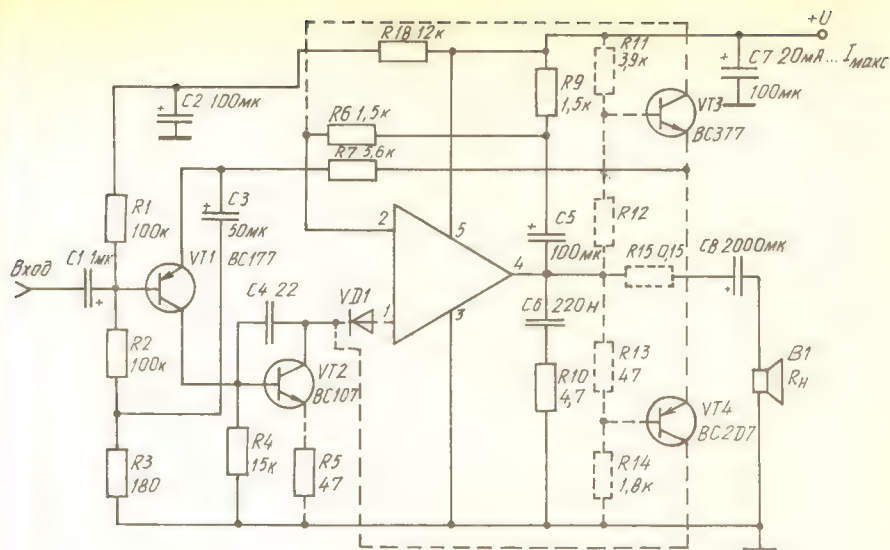 +U
R18 12к
R11
3,9к
C7 20мА... Iмакс
100мк
C2 100мк
R9
1,5к
VT3
BC377
R6 1,5к
R7 5,6к
R1
100к
C3
50мк
2
5
R12
C5
100мк
R15 0,15
C8 2000мк
Вход
C1 1мк
VT1
BC177
4
C4 22
VD1
1
3
C6 220н
R2
100к
VT2
BC107
R13
47
B1
Rн
R10
4,7
VT4
BC2D7
R3
180
R4
15к
R5
47
R14
1,8к